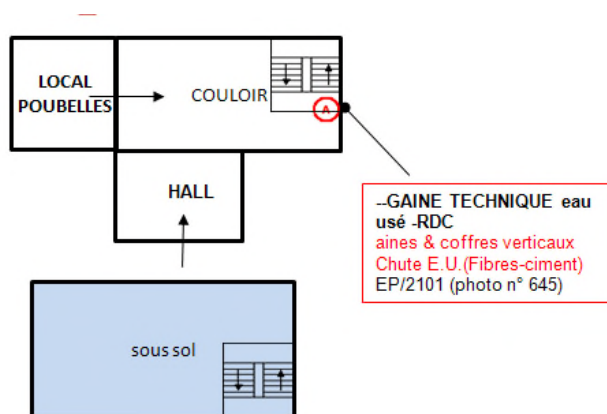 LOCAL
POUBELLES
COULOIR
A
HALL
--GAINE TECHNIQUE eau
usé -RDC
aines & coffres verticaux
Chute E.U.(Fibres-ciment)
EP/2101 (photo n° 645)
sous sol